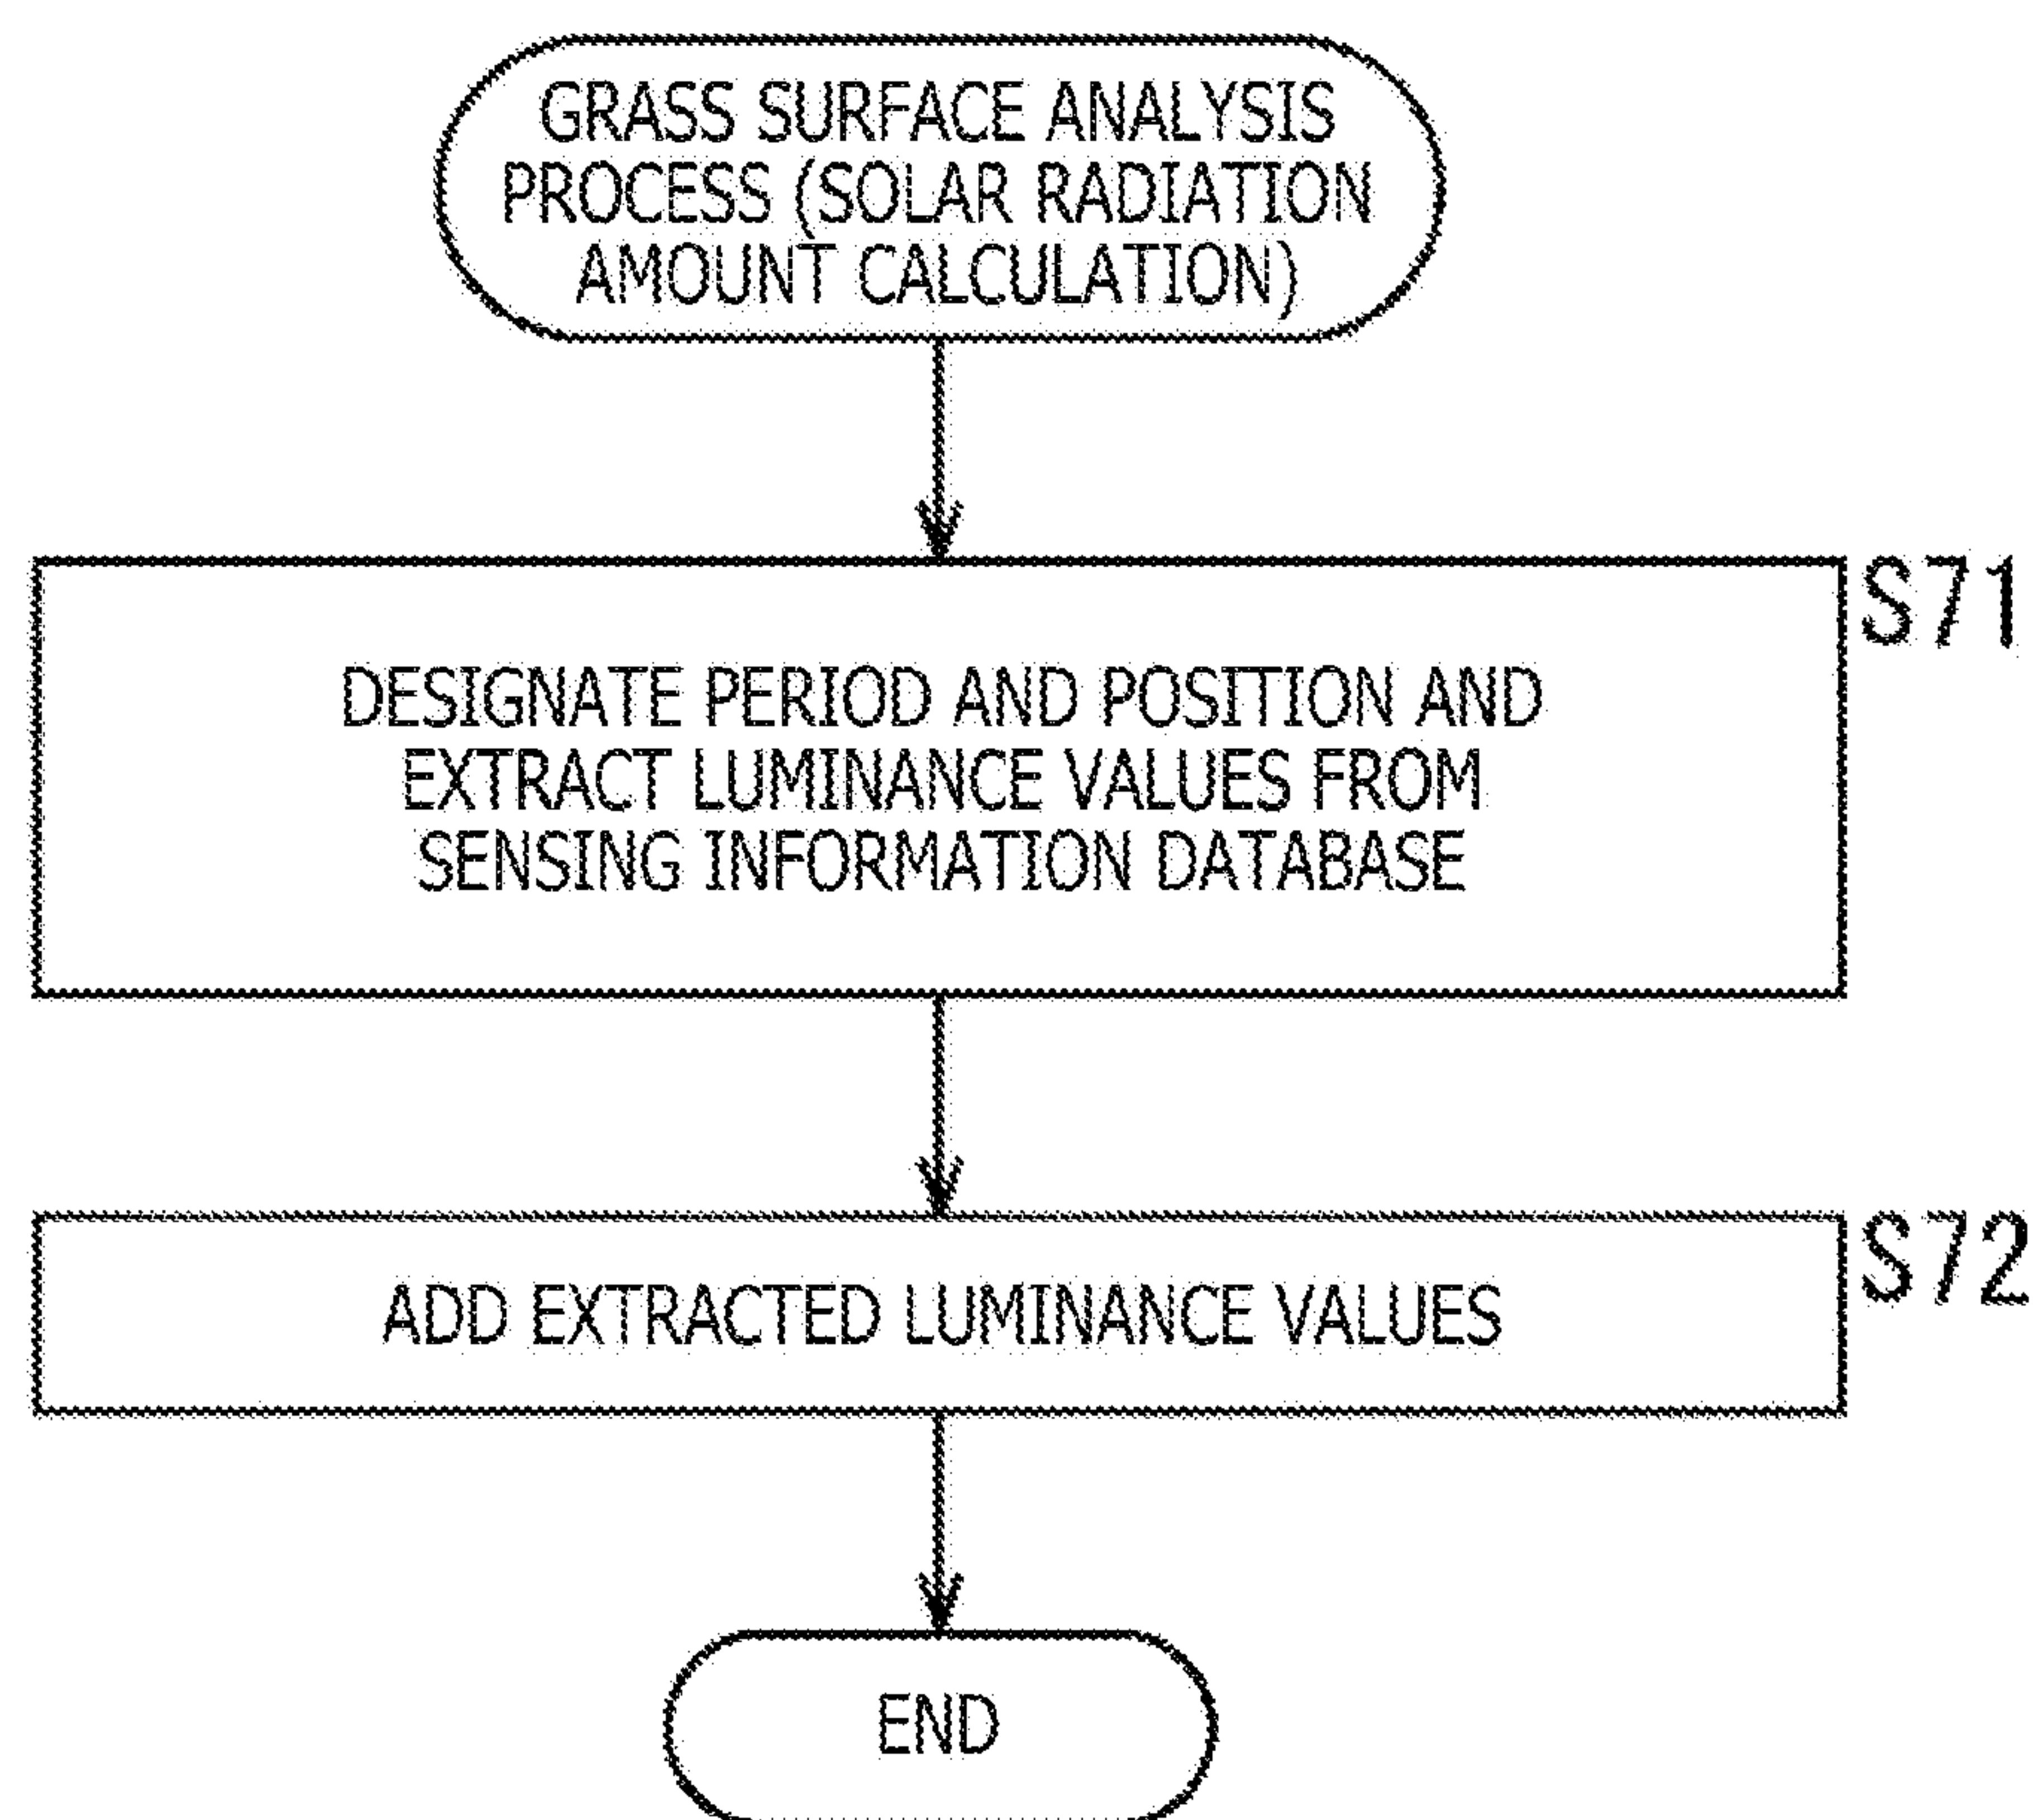 GRASS SURFACE ANALYSIS
PROCESS (SOLAR RADIATION
AMOUNT CALCULATION)
S71
DESIGNATE PERIOD AND POSITION AND
EXTRACT LUMINANCE VALUES FROM
SENSING INFORMATION DATABASE
S72
ADD EXTRACTED LUMINANCE VALUES
END